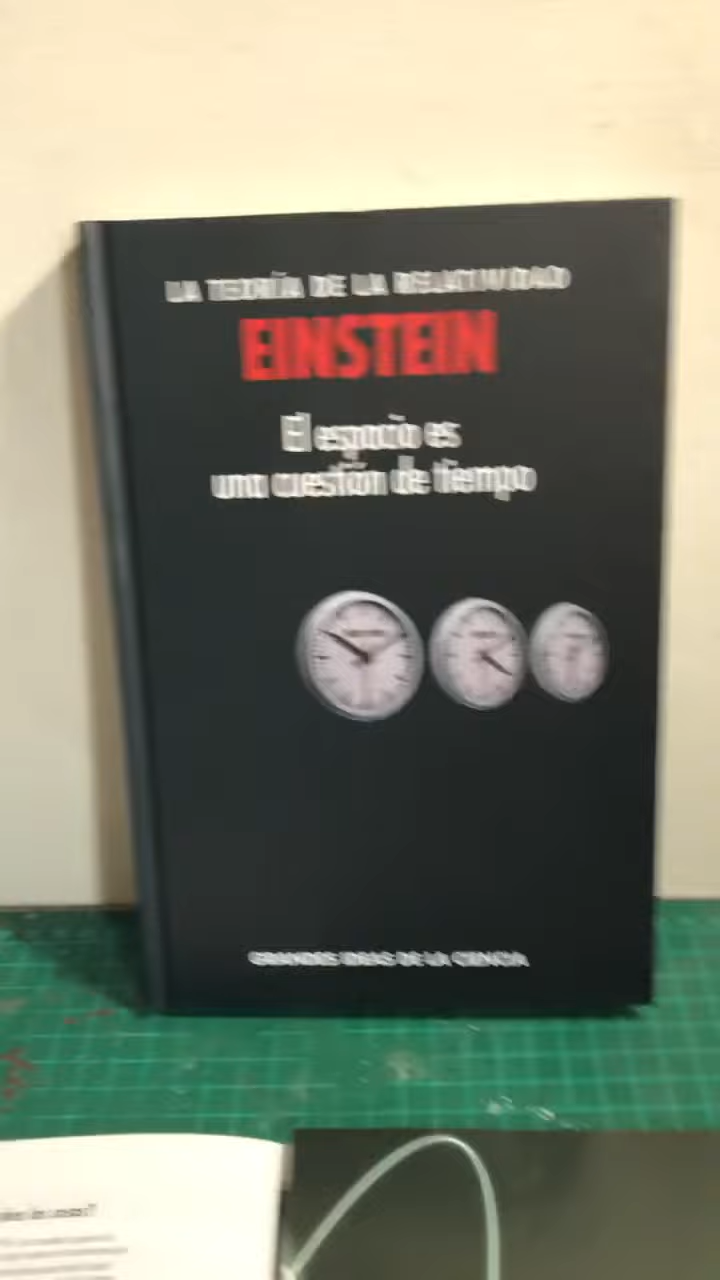 LA TEORÍA DE LA RELATIVIDAD
EINSTEIN
El espacio es
una cuestión de tiempo
GRANDES IDEAS DE LA CIENCIA